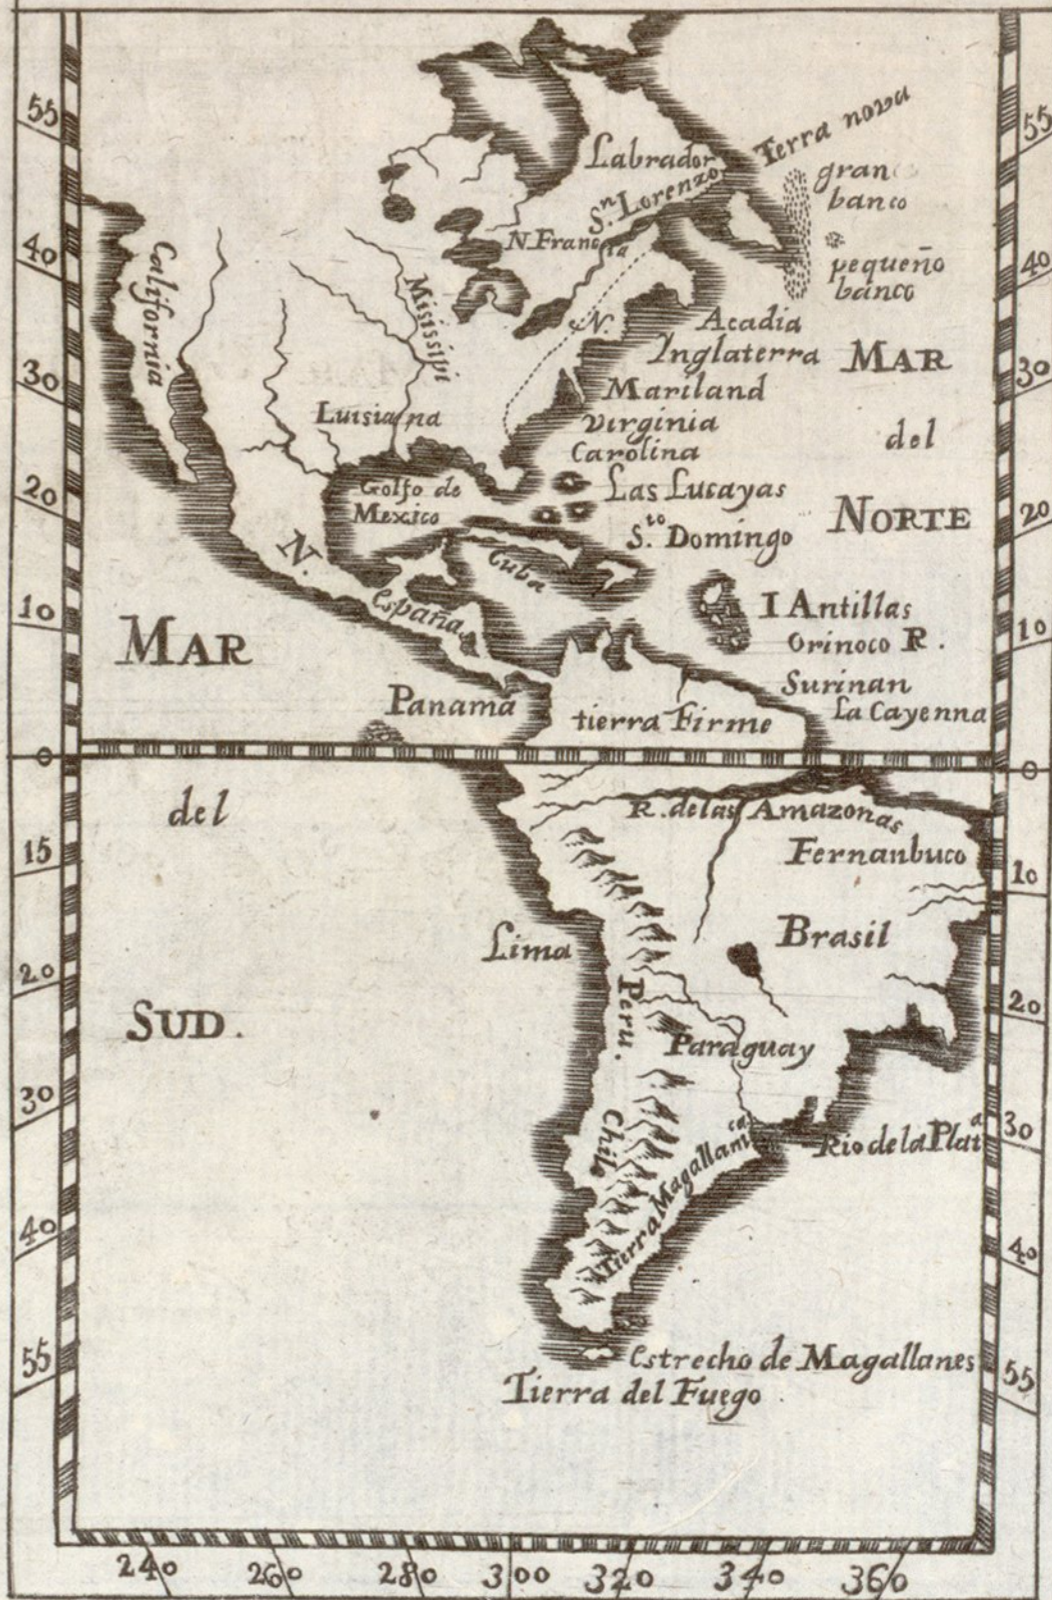 55
55
Terra nova
Labrador
gran
banco
Sn. Lorenzo
N. Francia
40
40
California
Misissipi
pequeño
banco
N.
Acadia
Inglaterra
MAR
30
30
Mariland
Luisiana
Virginia
del
Carolina
20
20
Golfo de
Mexico
Las Lucayas
NORTE
Sto. Domingo
N.
España
Cuba
10
10
I Antillas
Orinoco R.
MAR
Surinan
Panama
tierra Firme
La Cayenna
0
0
del
R. de las Amazonas
Fernanbuco
15
10
Lima
Brasil
20
20
Peru.
SUD.
Paraguay
30
30
Chile
Rio de la Plata
Tierra Magallamca
40
40
55
55
estrecho de Magallanes
Tierra del Fuego.
240 260 280 300 320 340 360